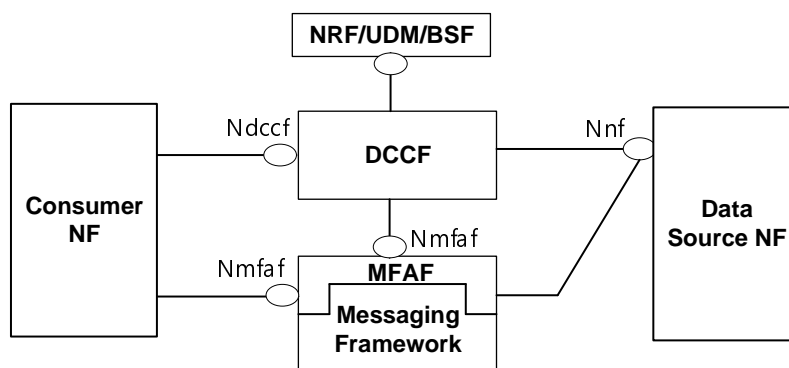 NRF/UDM/BSF
Ndccf
Nnf
DCCF
Consumer
NF
Data
Source NF
Nmfaf
Nmfaf
MFAF
Messaging
Framework